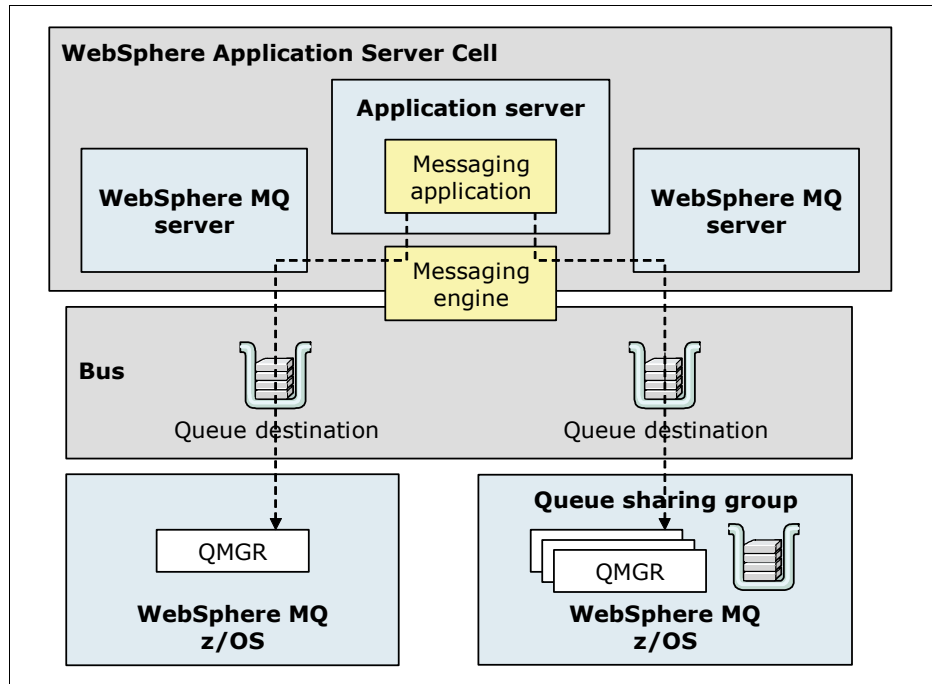 WebSphere Application Server Cell
Application server
Messaging
application
WebSphere MQ
server
WebSphere MQ
server
Messaging
engine
Bus
Queue destination
Queue destination
Queue sharing group
QMGR
QMGR
WebSphere MQ
z/OS
WebSphere MQ
z/OS